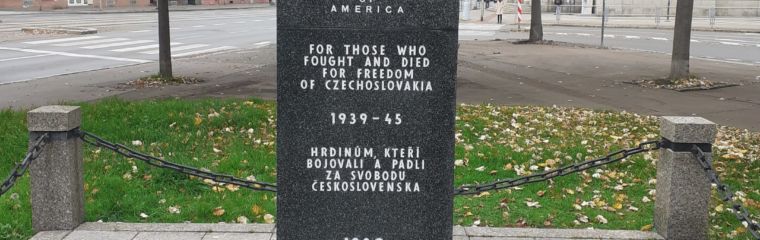 AMERICA
FOR THOSE WHO
FOUGHT AND DIED
FOR FREEDOM
OF CZECHOSLOVAKIA
1939-45
HRDINŮM, KTEŘÍ
BOJOVALI A PADLI
ZA SVOBODU
ČESKOSLOVENSKA